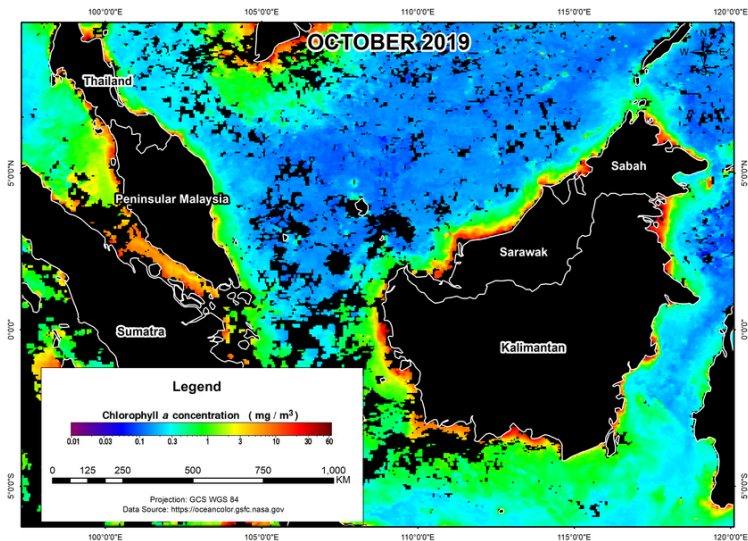 100°0'0"E 105°0'0"E 110°0'0"E 115°0'0"E 120°0'0"E
OCTOBER 2019
N
W E
S
Thailand
5°0'0"N
Sabah
5°0'0"N
Peninsular Malaysia
Sarawak
0°0'0"
Sumatra
Kalimantan
0°0'0"
Legend
Chlorophyll a concentration ( mg / m³)
0.01 0.03 0.1 0.3 1 3 10 30 60
0 125 250 500 750 1,000
KM
Projection: GCS WGS 84
Data Source: https://oceancolor.gsfc.nasa.gov
5°0'0"S
5°0'0"S
100°0'0"E 105°0'0"E 110°0'0"E 115°0'0"E 120°0'0"E